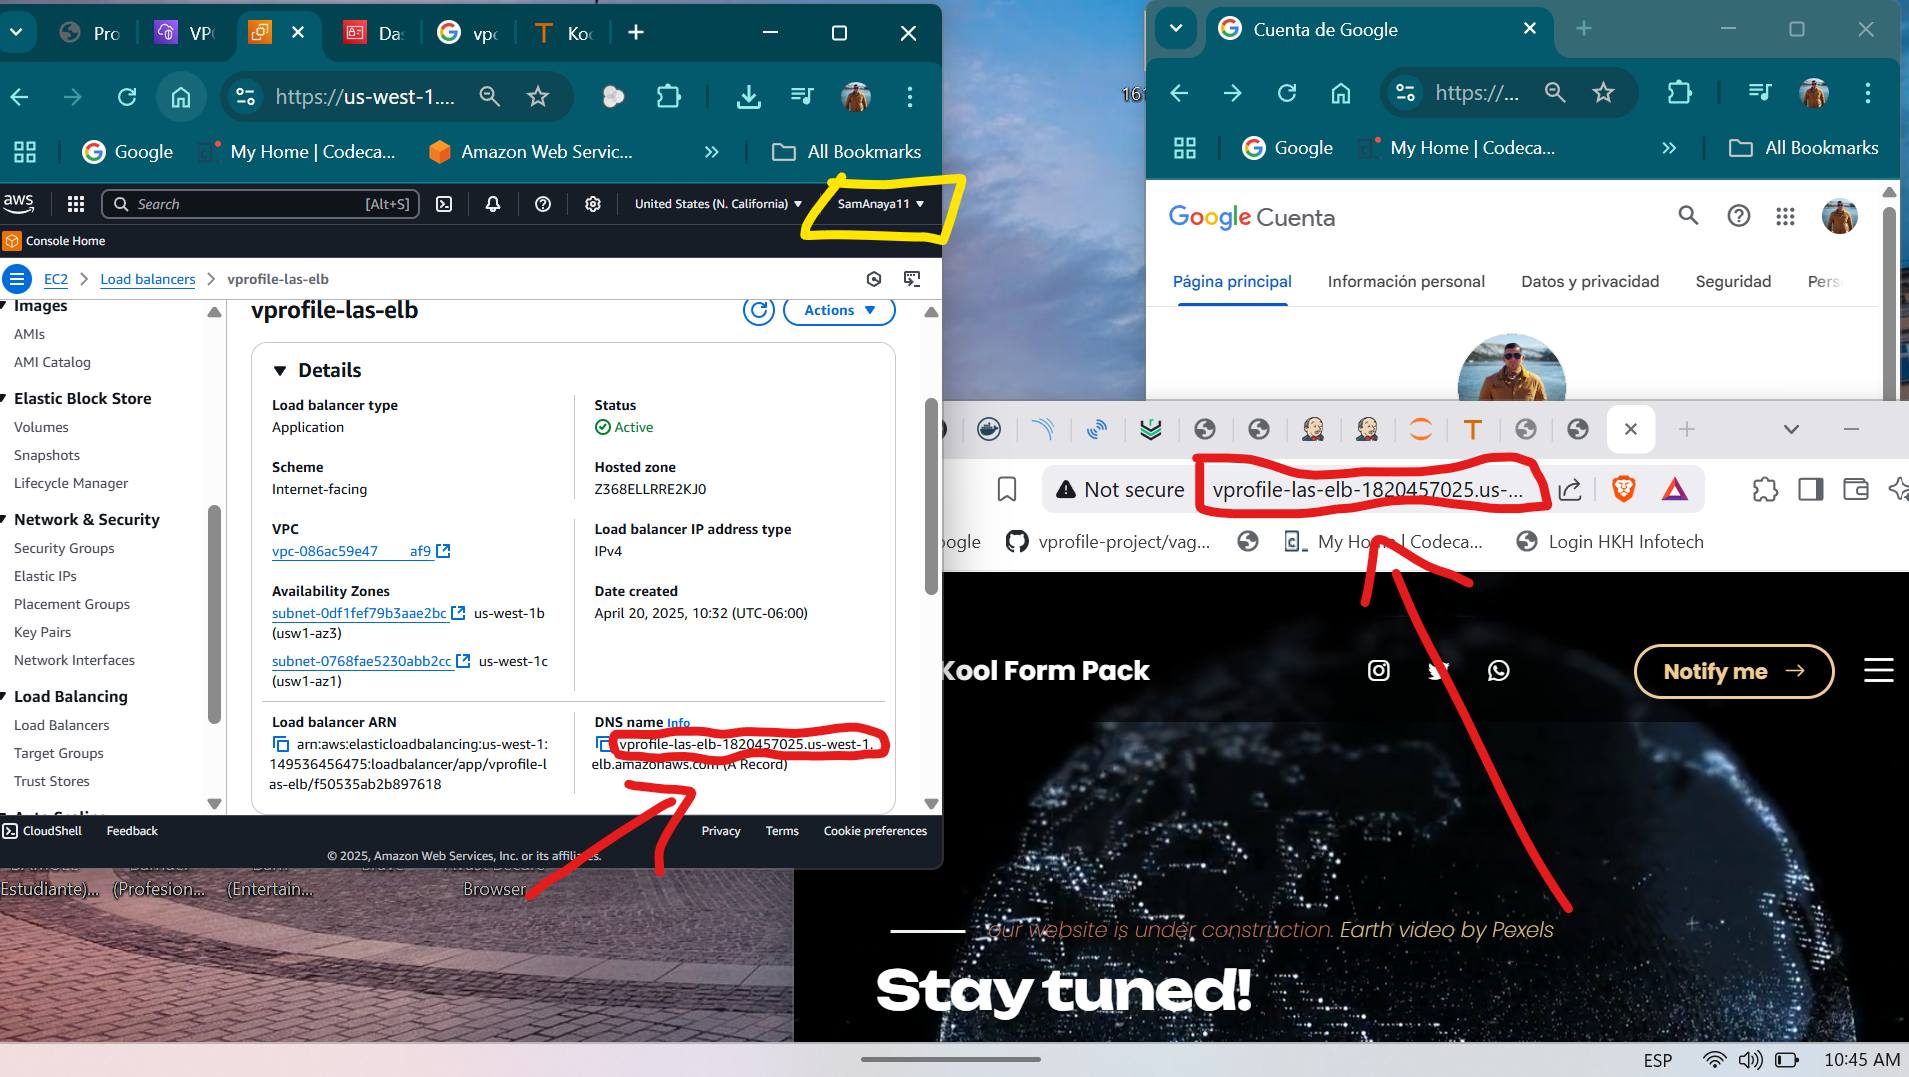 Pro
VPC
Das
vpc
Koo
https://us-west-1....
Google
My Home | Codeca...
Amazon Web Servic...
»
All Bookmarks
aws
Search
[Alt+S]
United States (N. California)
SamAnaya11
Console Home
EC2
Load balancers
vprofile-las-elb
Images
AMIs
AMI Catalog
Elastic Block Store
Volumes
Snapshots
Lifecycle Manager
Network & Security
Security Groups
Elastic IPs
Placement Groups
Key Pairs
Network Interfaces
Load Balancing
Load Balancers
Target Groups
Trust Stores
vprofile-las-elb
Actions
Details
Load balancer type
Application
Status
Active
Scheme
Internet-facing
Hosted zone
Z368ELLRRE2KJ0
VPC
vpc-086ac59e47 af9
Load balancer IP address type
IPv4
Availability Zones
subnet-0df1fef79b3aae2bc us-west-1b
(usw1-az3)
subnet-0768fae5230abb2cc us-west-1c
(usw1-az1)
Date created
April 20, 2025, 10:32 (UTC-06:00)
Load balancer ARN
arn:aws:elasticloadbalancing:us-west-1:
149536456475:loadbalancer/app/vprofile-l
as-elb/f50535ab2b897618
DNS name Info
vprofile-las-elb-1820457025.us-west-1.
elb.amazonaws.com (A Record)
CloudShell
Feedback
Privacy
Terms
Cookie preferences
© 2025, Amazon Web Services, Inc. or its affiliates.
Estudiante)...
(Profesion...
(Entertain...
Browser
161
Cuenta de Google
https://...
Google
My Home | Codeca...
»
All Bookmarks
Google Cuenta
Página principal
Información personal
Datos y privacidad
Seguridad
Pers
Not secure
vprofile-las-elb-1820457025.us-...
oogle
vprofile-project/vag...
My Home | Codeca...
Login HKH Infotech
Kool Form Pack
Notify me
our website is under construction. Earth video by Pexels
Stay tuned!
ESP
10:45 AM